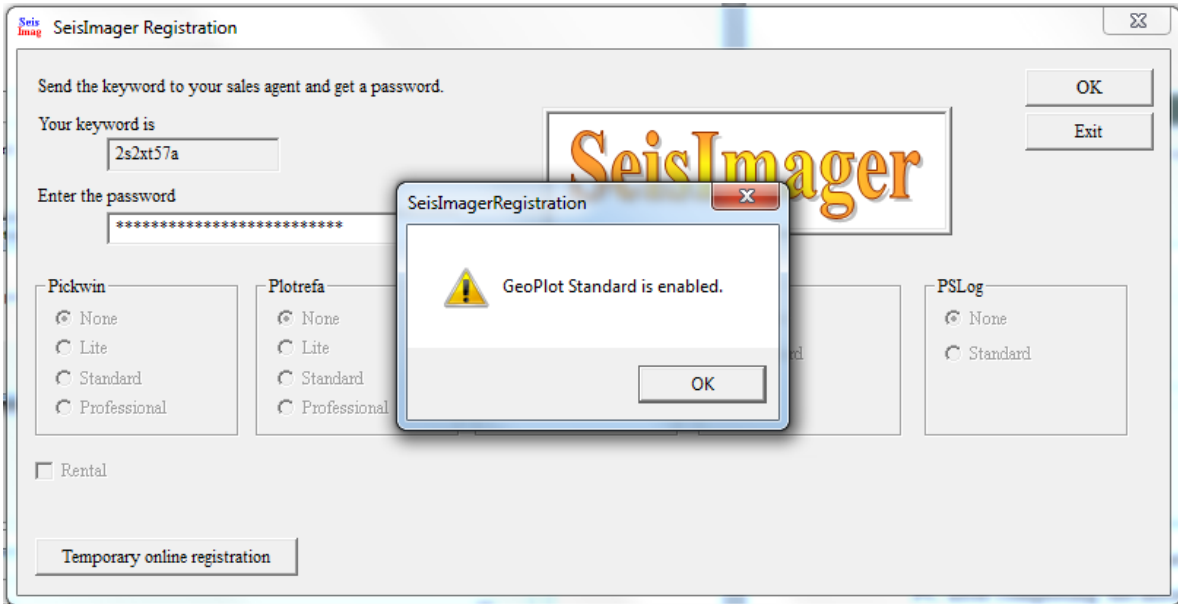 Seis
Imag
SeisImager Registration
Send the keyword to your sales agent and get a password.
OK
Your keyword is
2s2xt57a
Exit
SeisImager
Enter the password
**************************
SeisImagerRegistration
GeoPlot Standard is enabled.
OK
Pickwin
None
Lite
Standard
Professional
Plotrefa
None
Lite
Standard
Professional
rd
PSLog
None
Standard
Rental
Temporary online registration